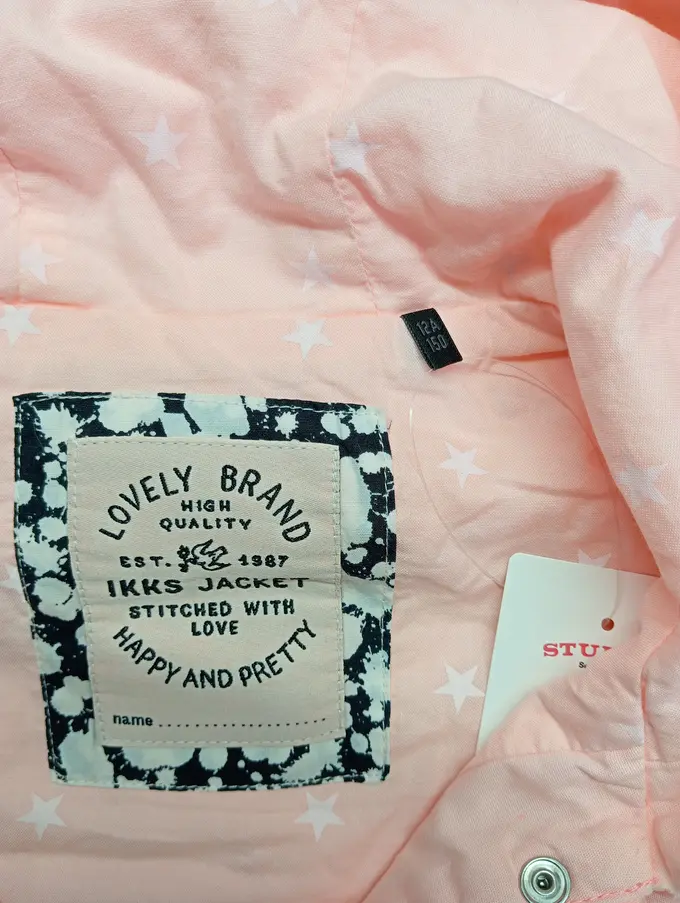 12A
150
LOVELY BRAND
HIGH
QUALITY
EST. 1987
IKKS JACKET
STITCHED WITH
LOVE
HAPPY AND PRETTY
name....................